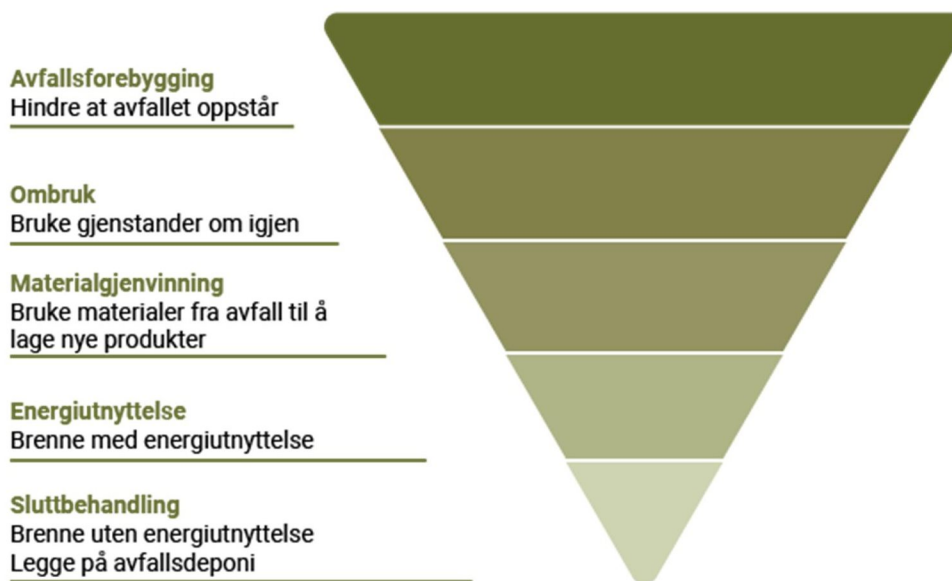 Avfallsforebygging
Hindre at avfallet oppstår
Ombruk
Bruke gjenstander om igjen
Materialgjenvinning
Bruke materialer fra avfall til å
lage nye produkter
Energiutnyttelse
Brenne med energiutnyttelse
Sluttbehandling
Brenne uten energiutnyttelse
Legge på avfallsdeponi